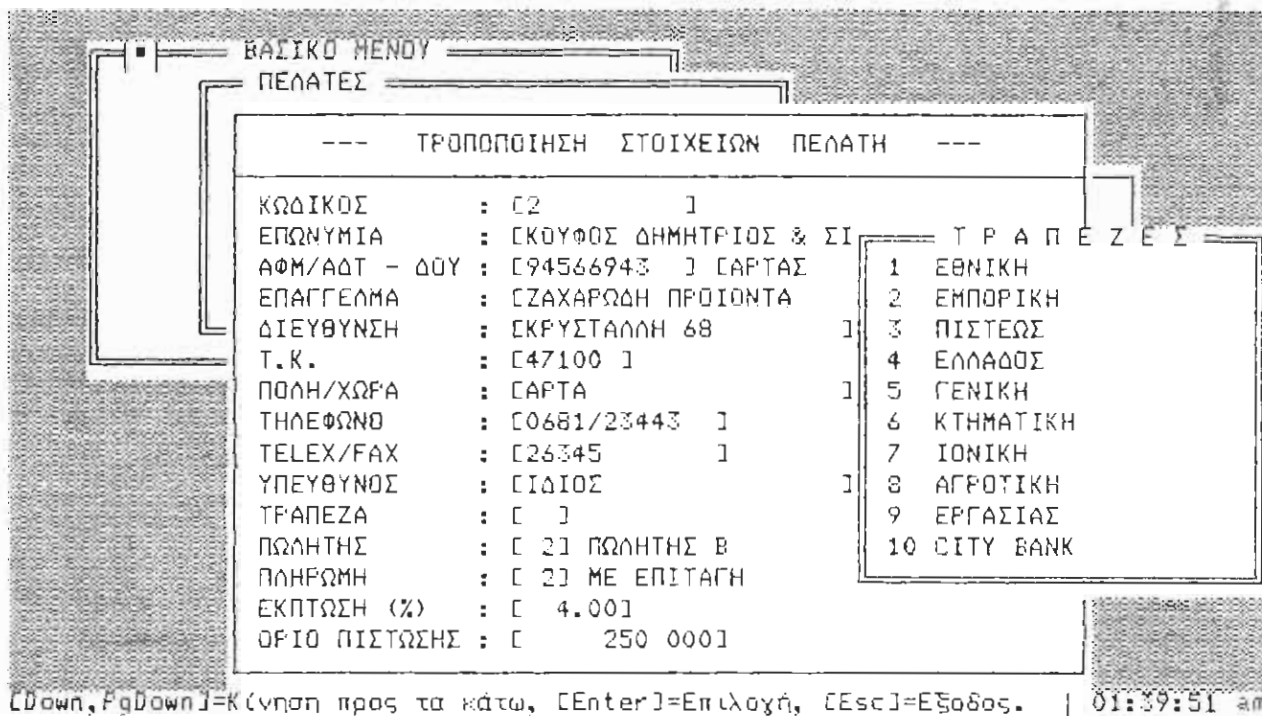 ΒΑΣΙΚΟ ΜΕΝΟΥ
ΠΕΛΑΤΕΣ
--- ΤΡΟΠΟΠΟΙΗΣΗ ΣΤΟΙΧΕΙΩΝ ΠΕΛΑΤΗ ---
ΚΩΔΙΚΟΣ : [2 ]
ΕΠΩΝΥΜΙΑ : [ΚΟΥΦΟΣ ΔΗΜΗΤΡΙΟΣ & ΣΙ
ΑΦΜ/ΑΔΤ - ΔΟΥ : [94566943 ] [ΑΡΤΑΣ
ΕΠΑΓΓΕΛΜΑ : [ΖΑΧΑΡΩΔΗ ΠΡΟΙΟΝΤΑ
ΔΙΕΥΘΥΝΣΗ : [ΚΡΥΣΤΑΛΛΗ 68 ]
Τ.Κ. : [47100 ]
ΠΟΛΗ/ΧΩΡΑ : [ΑΡΤΑ ]
ΤΗΛΕΦΩΝΟ : [0681/23443 ]
TELEX/FAX : [26345 ]
ΥΠΕΥΘΥΝΟΣ : [ΙΔΙΟΣ ]
ΤΡΑΠΕΖΑ : [ ]
ΠΩΛΗΤΗΣ : [ 2] ΠΩΛΗΤΗΣ Β
ΠΛΗΡΩΜΗ : [ 2] ΜΕ ΕΠΙΤΑΓΗ
ΕΚΠΤΩΣΗ (%) : [ 4.00]
ΟΡΙΟ ΠΙΣΤΩΣΗΣ : [ 250 000]
Τ Ρ Α Π Ε Ζ Ε Σ
1 ΕΘΝΙΚΗ
2 ΕΜΠΟΡΙΚΗ
3 ΠΙΣΤΕΩΣ
4 ΕΛΛΑΔΟΣ
5 ΓΕΝΙΚΗ
6 ΚΤΗΜΑΤΙΚΗ
7 ΙΟΝΙΚΗ
8 ΑΓΡΟΤΙΚΗ
9 ΕΡΓΑΣΙΑΣ
10 CITY BANK
[Down,PgDown]=Κίνηση προς τα κάτω, [Enter]=Επιλογή, [Esc]=Εξοδος. | 01:39:51 am